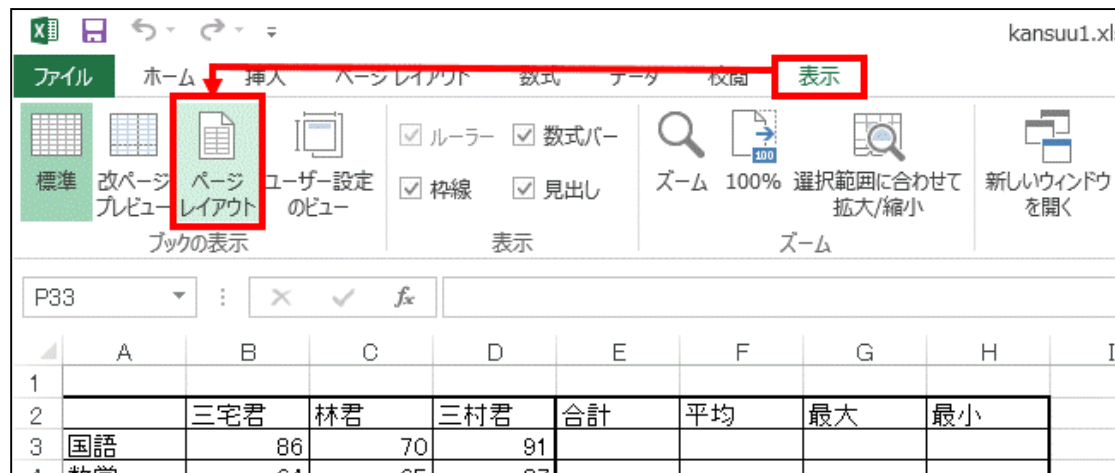 kansuu1.xls
ファイル ホーム 挿入 ページ レイアウト 数式 データ 校閲 表示
標準 改ページ プレビュー ページ レイアウト ユーザー設定 のビュー
ルーラー 数式バー
枠線 見出し
ズーム 100% 選択範囲に合わせて 拡大/縮小 新しいウィンドウ を開く
100
ブックの表示 表示 ズーム
P33 fx
A B C D E F G H I
1
2 三宅君 林君 三村君 合計 平均 最大 最小
3 国語 86 70 91